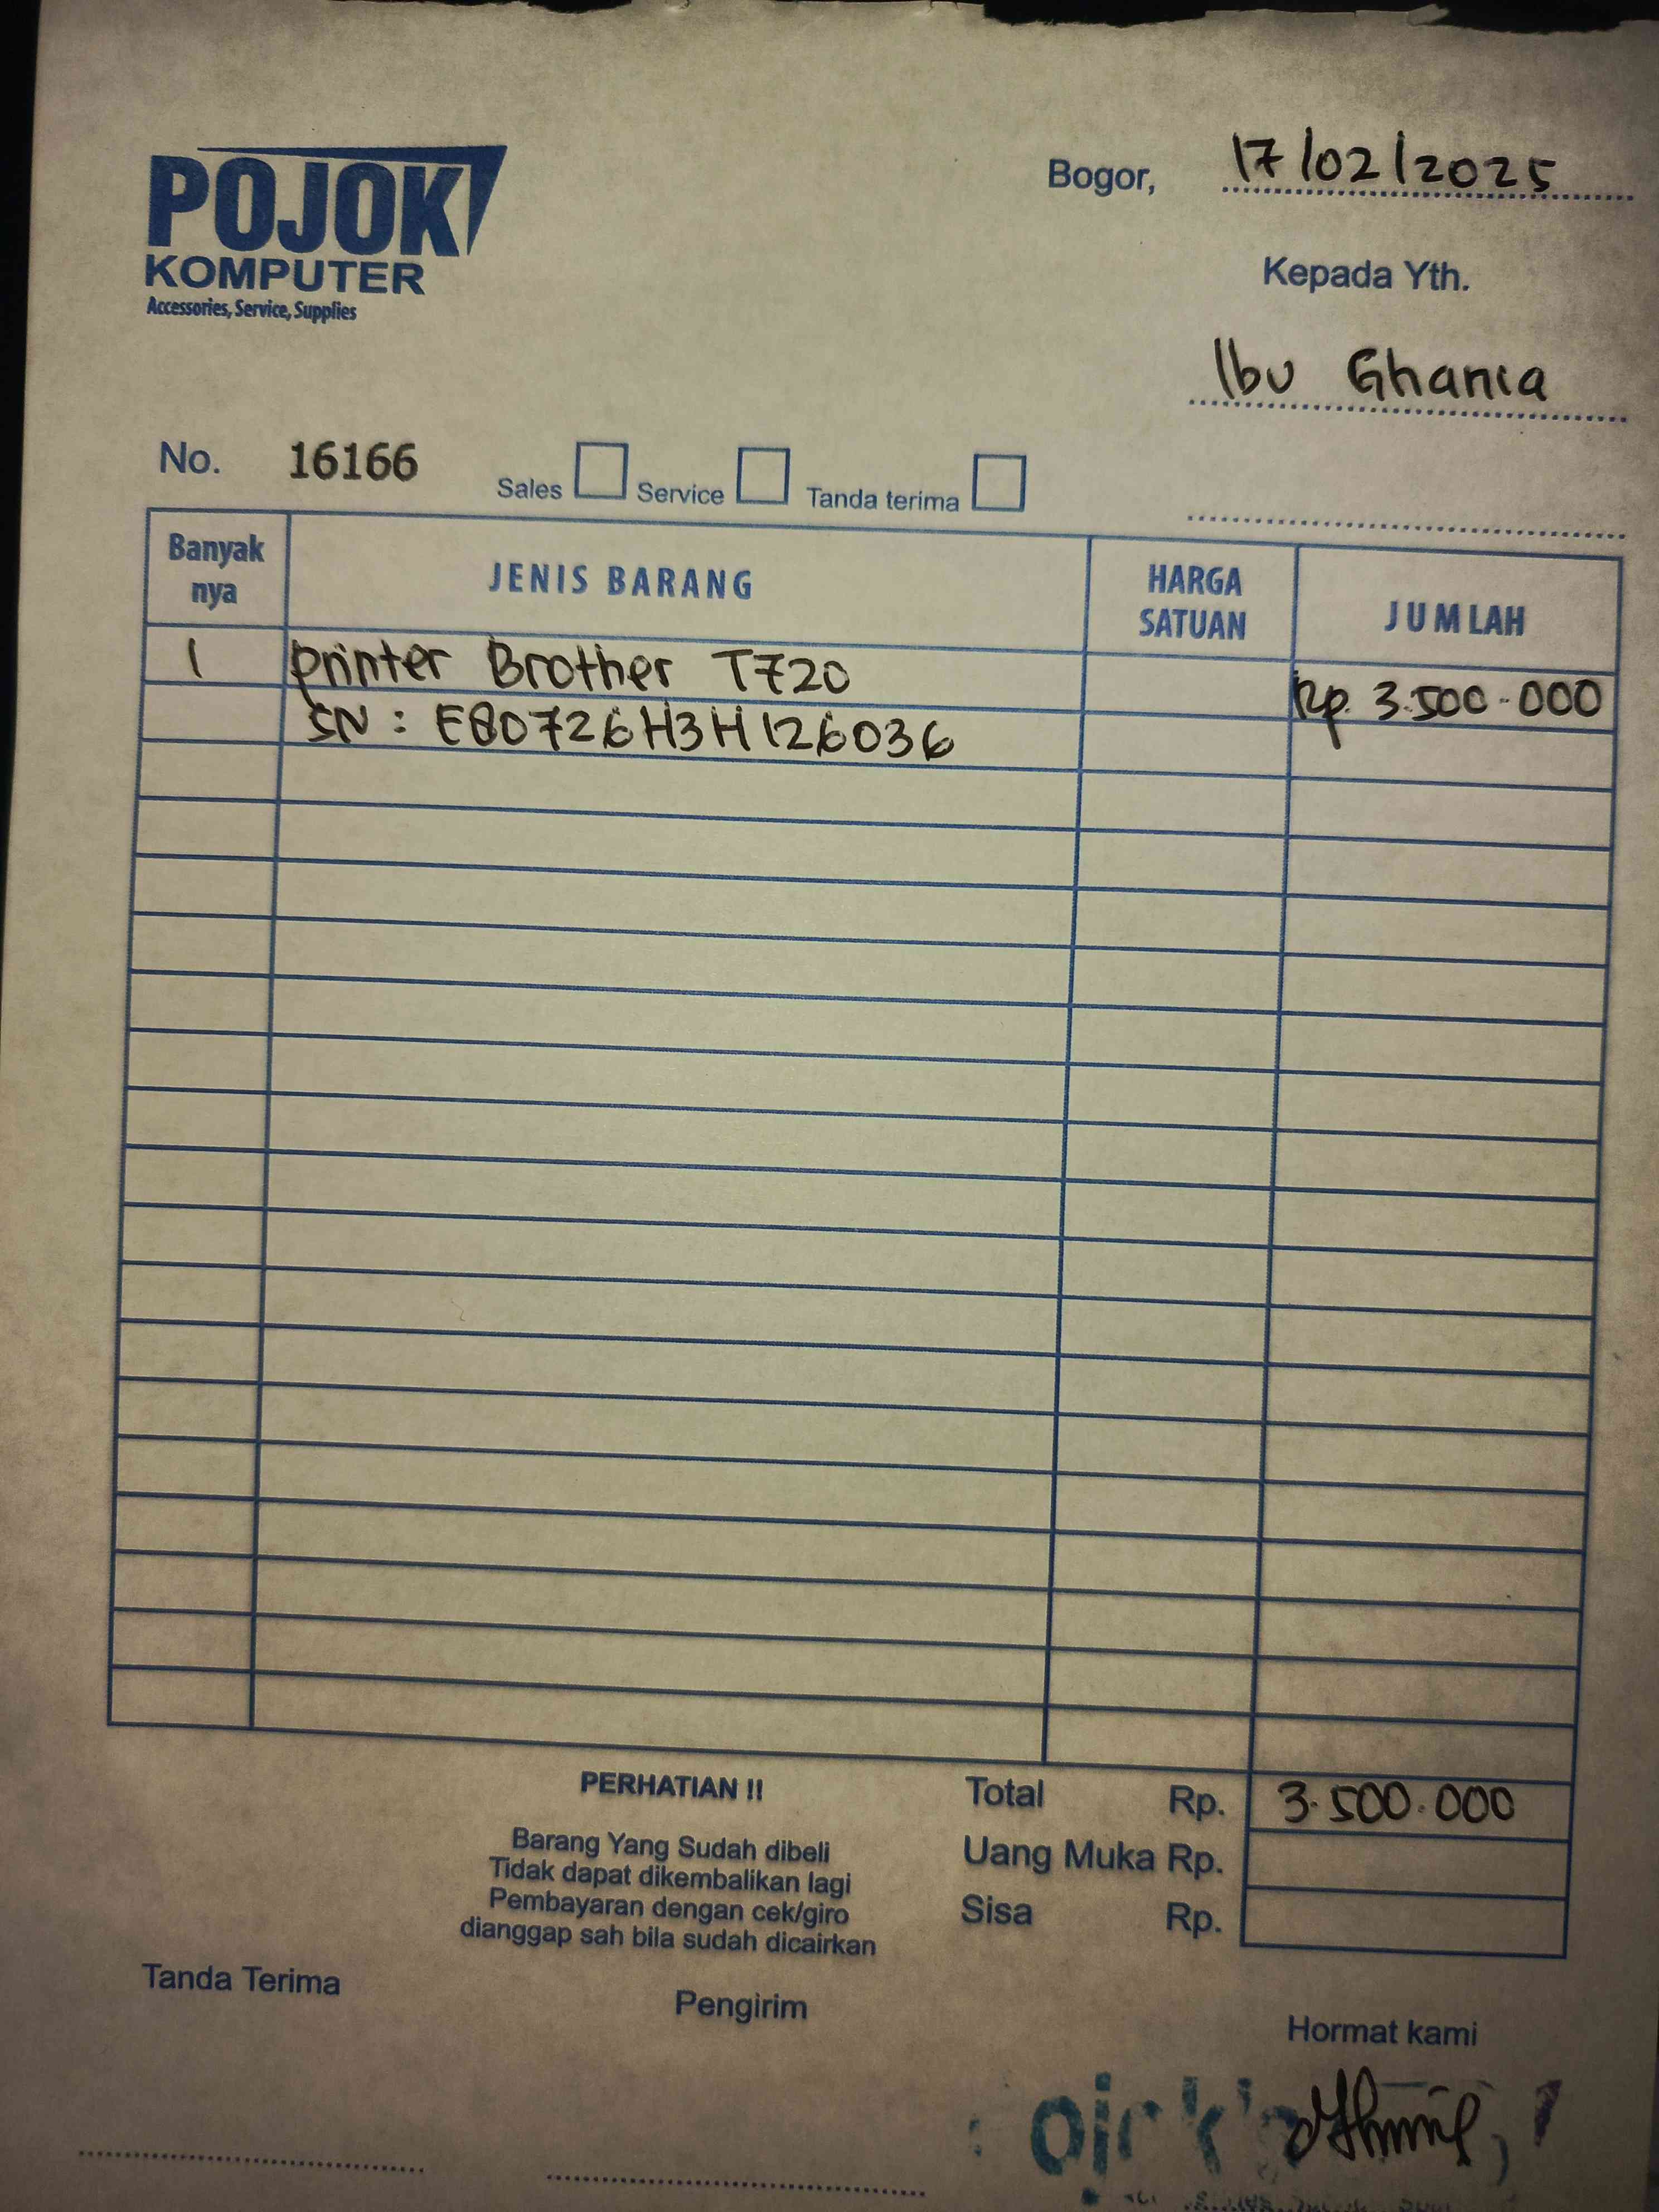 POJOK
KOMPUTER
Accessories, Service, Supplies
Bogor, 17/02/2025
Kepada Yth.
Ibu Ghania
No. 16166 Sales Service Tanda terima
Banyak nya JENIS BARANG HARGA SATUAN JUMLAH
1 printer Brother T720 Rp. 3.500.000
SN : E80726H3H126036
PERHATIAN !!
Barang Yang Sudah dibeli
Tidak dapat dikembalikan lagi
Pembayaran dengan cek/giro
dianggap sah bila sudah dicairkan
Total Rp. 3.500.000
Uang Muka Rp.
Sisa Rp.
Tanda Terima
Pengirim
Hormat kami